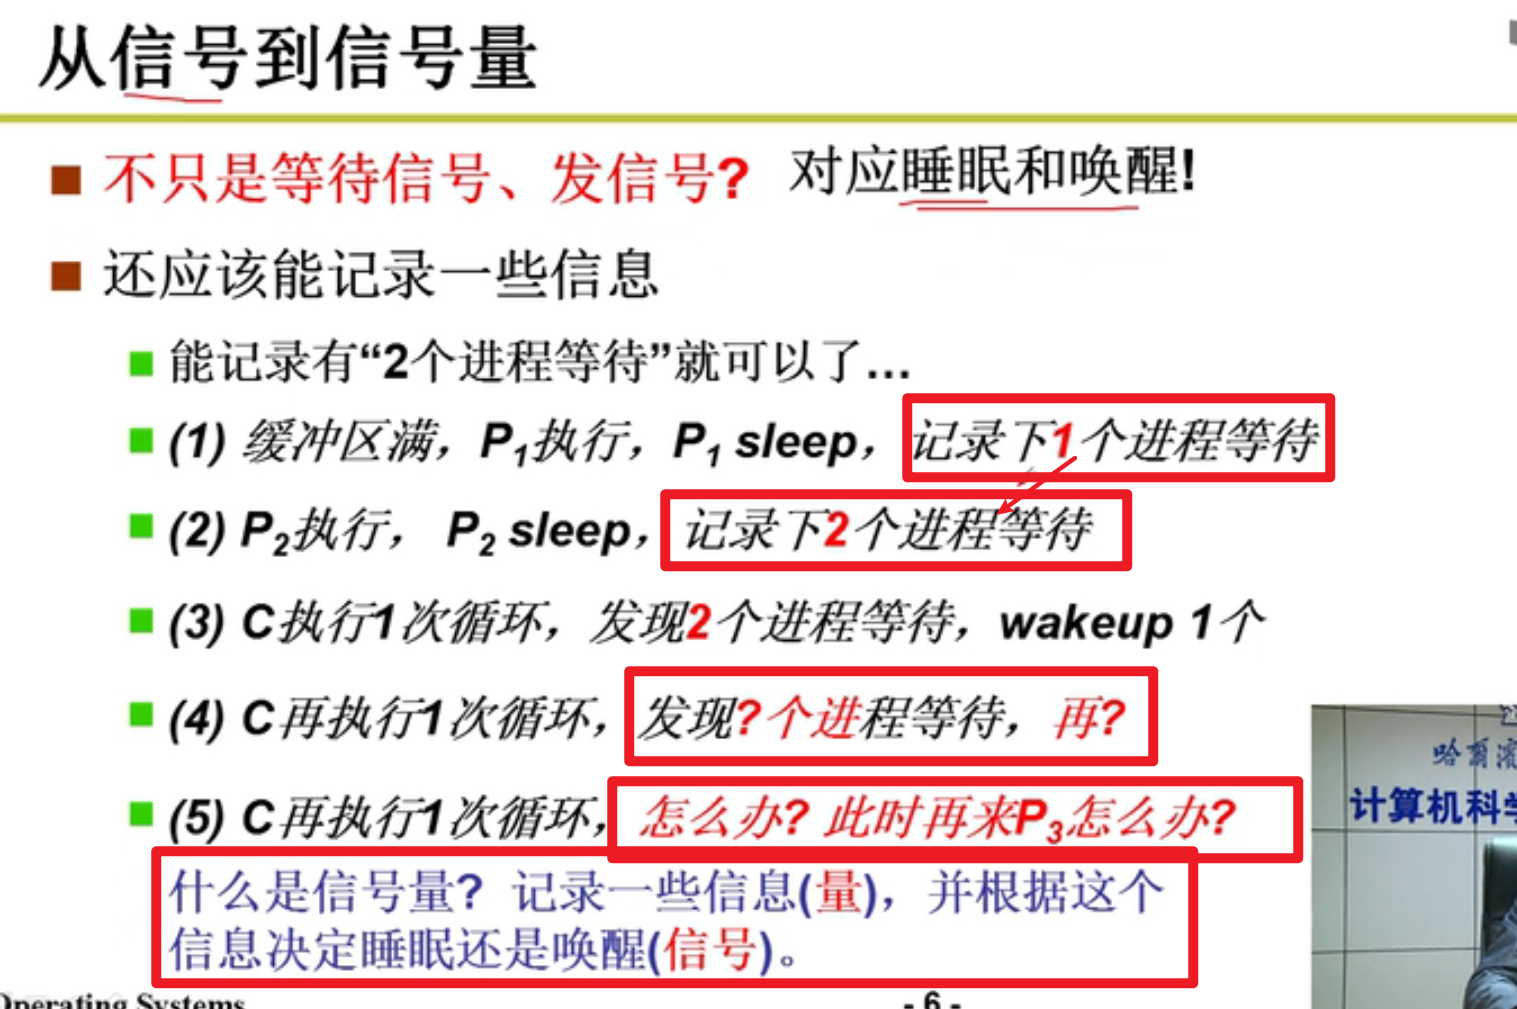 从信号到信号量
不只是等待信号、发信号? 对应睡眠和唤醒!
还应该能记录一些信息
能记录有“2个进程等待”就可以了...
(1) 缓冲区满，P1执行，P1 sleep，记录下1个进程等待
(2) P2执行， P2 sleep，记录下2个进程等待
(3) C执行1次循环，发现2个进程等待，wakeup 1个
(4) C再执行1次循环，发现?个进程等待，再?
(5) C再执行1次循环，怎么办? 此时再来P3怎么办?
什么是信号量? 记录一些信息(量)，并根据这个
信息决定睡眠还是唤醒(信号)。
哈尔滨
计算机科学
Operating Systems
- 6 -